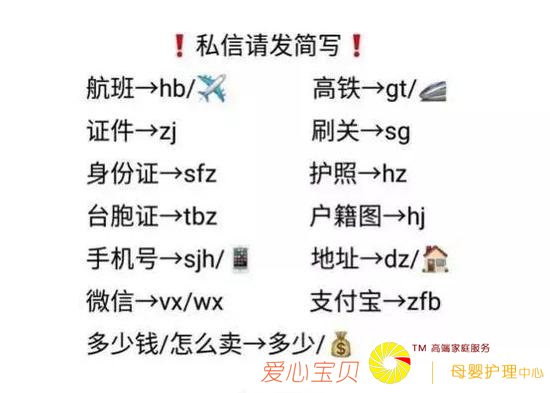 ❗私信请发简写❗
航班→hb/✈️ 高铁→gt/🚄
证件→zj 刷关→sg
身份证→sfz 护照→hz
台胞证→tbz 户籍图→hj
手机号→sjh/📱 地址→dz/🏠
微信→vx/wx 支付宝→zfb
多少钱/怎么卖→多少/💰
TM 高端家庭服务
爱心宝贝 | 母婴护理中心